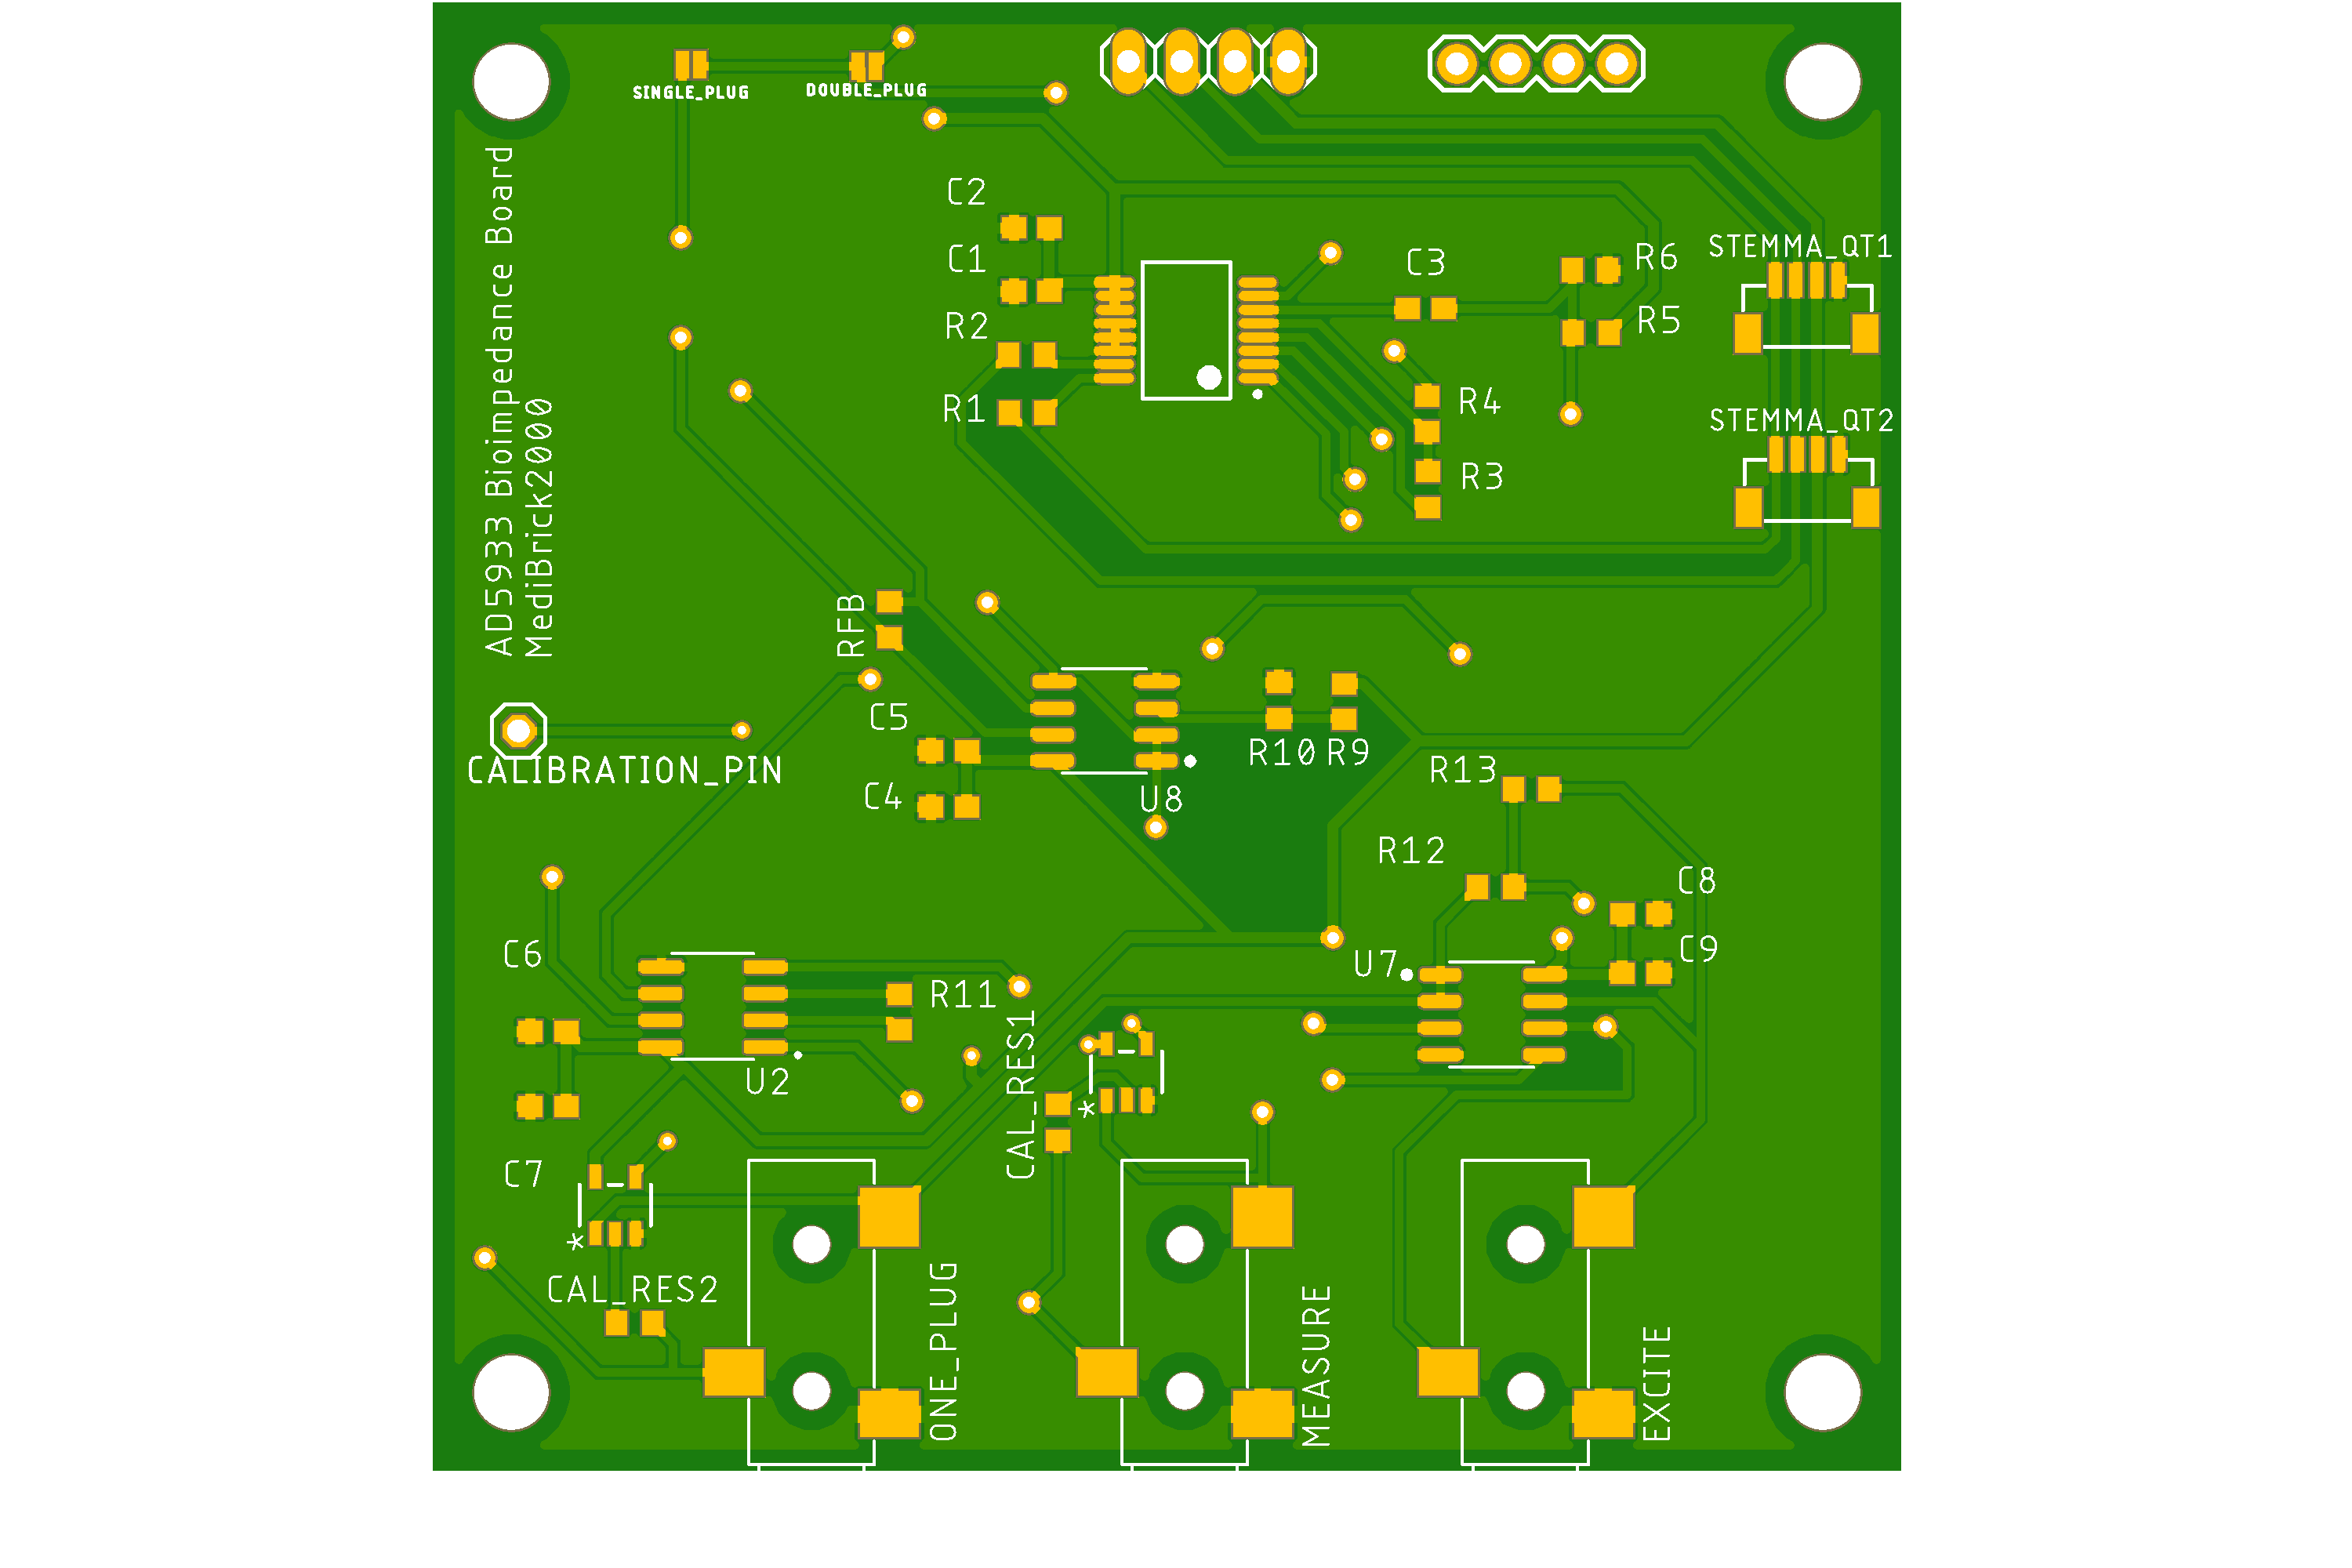 SINGLE_PLUG
DOUBLE_PLUG
AD5933 Bioimpedance Board
MediBrick2000
C2
C1
R2
R1
C3
R6
R5
R4
R3
STEMMA_QT1
STEMMA_QT2
RFB
C5
C4
CALIBRATION_PIN
U8
R10
R9
R13
R12
C8
C9
U7
C6
R11
U2
CAL_RES1
*
C7
*
CAL_RES2
ONE_PLUG
MEASURE
EXCITE